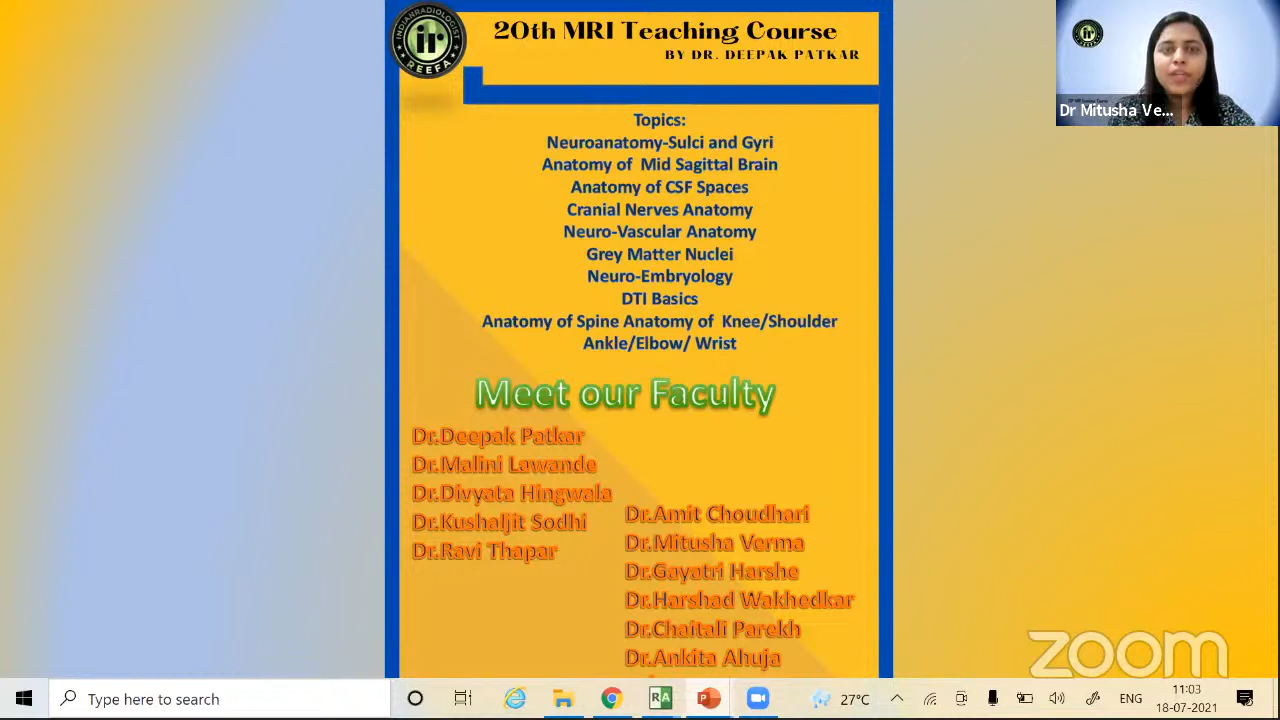 INDIANRADIOLOGIST
ir
REEFA
20th MRI Teaching Course
BY DR. DEEPAK PATKAR
Dr Mitusha Ve...
Topics:
Neuroanatomy-Sulci and Gyri
Anatomy of Mid Sagittal Brain
Anatomy of CSF Spaces
Cranial Nerves Anatomy
Neuro-Vascular Anatomy
Grey Matter Nuclei
Neuro-Embryology
DTI Basics
Anatomy of Spine Anatomy of Knee/Shoulder
Ankle/Elbow/ Wrist
Meet our Faculty
Dr.Deepak Patkar
Dr.Malini Lawande
Dr.Divyata Hingwala
Dr.Kushaljit Sodhi
Dr.Ravi Thapar
Dr.Amit Choudhari
Dr.Mitusha Verma
Dr.Gayatri Harshe
Dr.Harshad Wakhedkar
Dr.Chaitali Parekh
Dr.Ankita Ahuja
zoom
Type here to search
RA
27°C
ENG
11:03
18-07-2021